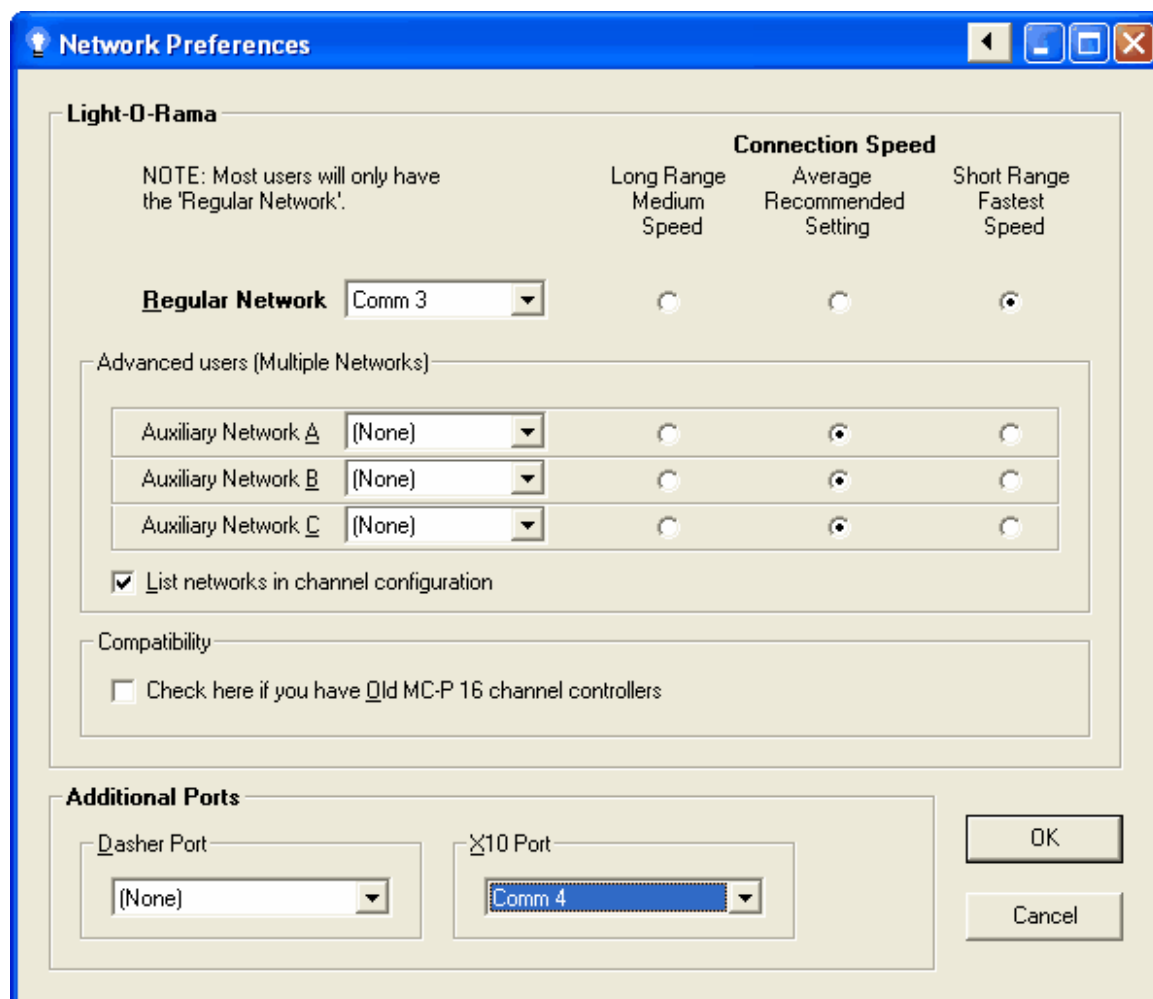 Network Preferences
Light-O-Rama
Connection Speed
NOTE: Most users will only have
the 'Regular Network'.
Long Range
Medium
Speed
Average
Recommended
Setting
Short Range
Fastest
Speed
Regular Network Comm 3
Advanced users (Multiple Networks)
Auxiliary Network A (None)
Auxiliary Network B (None)
Auxiliary Network C (None)
List networks in channel configuration
Compatibility
Check here if you have Old MC-P 16 channel controllers
Additional Ports
Dasher Port
(None)
X10 Port
Comm 4
OK
Cancel